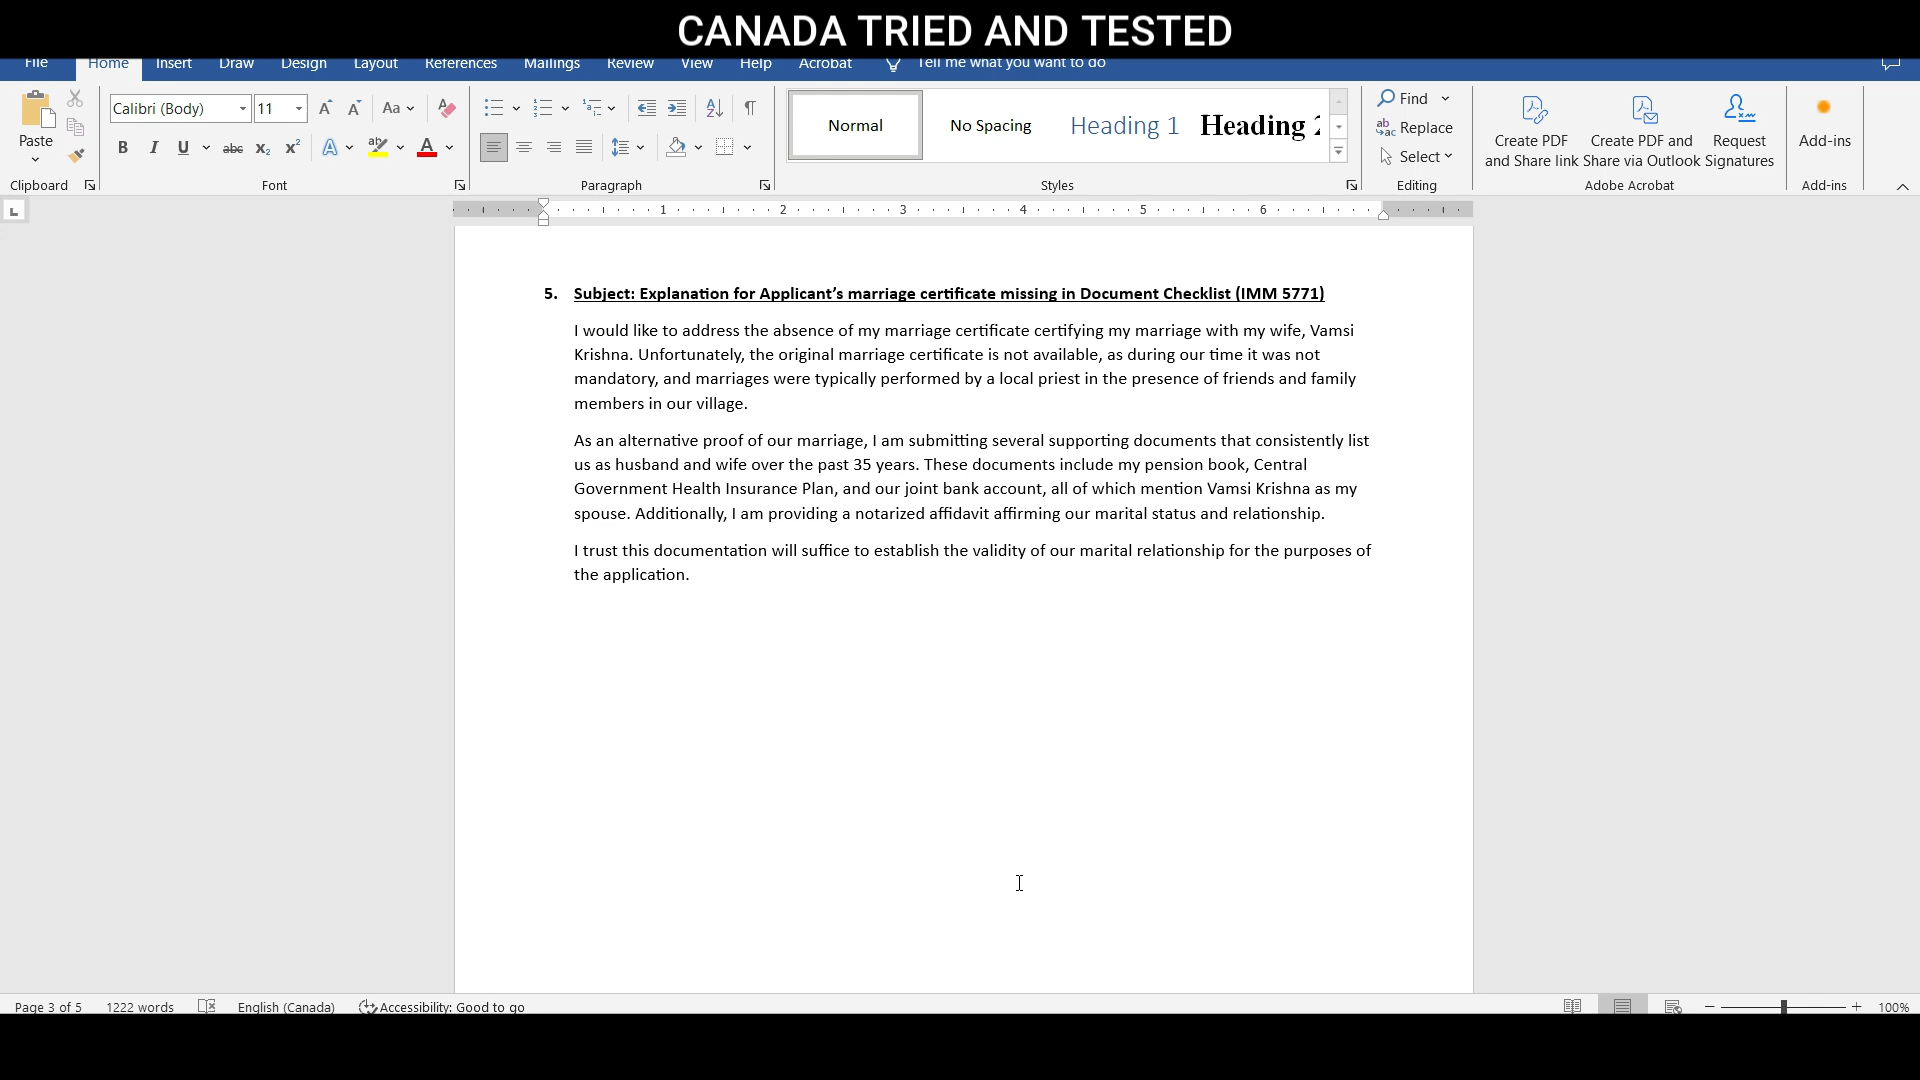 CANADA TRIED AND TESTED
File Home Insert Draw Design Layout References Mailings Review View Help Acrobat Tell me what you want to do
Calibri (Body) 11 Aa
Normal No Spacing Heading 1 Heading 2
Find
Replace
Select
Paste
Create PDF and Share link
Create PDF and Share via Outlook
Request Signatures
Add-ins
Clipboard Font Paragraph Styles Editing Adobe Acrobat Add-ins
1 2 3 4 5 6
5. Subject: Explanation for Applicant’s marriage certificate missing in Document Checklist (IMM 5771)
I would like to address the absence of my marriage certificate certifying my marriage with my wife, Vamsi
Krishna. Unfortunately, the original marriage certificate is not available, as during our time it was not
mandatory, and marriages were typically performed by a local priest in the presence of friends and family
members in our village.
As an alternative proof of our marriage, I am submitting several supporting documents that consistently list
us as husband and wife over the past 35 years. These documents include my pension book, Central
Government Health Insurance Plan, and our joint bank account, all of which mention Vamsi Krishna as my
spouse. Additionally, I am providing a notarized affidavit affirming our marital status and relationship.
I trust this documentation will suffice to establish the validity of our marital relationship for the purposes of
the application.
Page 3 of 5 1222 words English (Canada) Accessibility: Good to go 100%